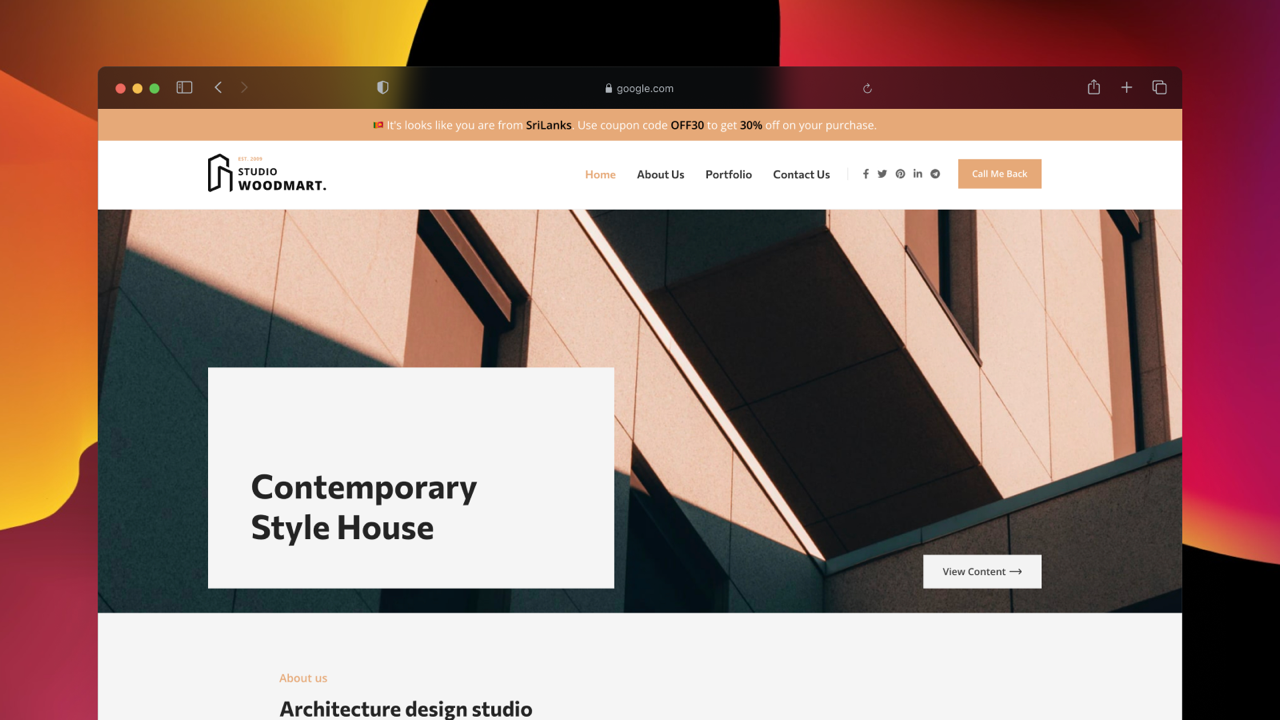 google.com
It's looks like you are from SriLanks Use coupon code OFF30 to get 30% off on your purchase.
EST. 2009
STUDIO
WOODMART.
Home About Us Portfolio Contact Us Call Me Back
Contemporary
Style House
View Content
About us
Architecture design studio